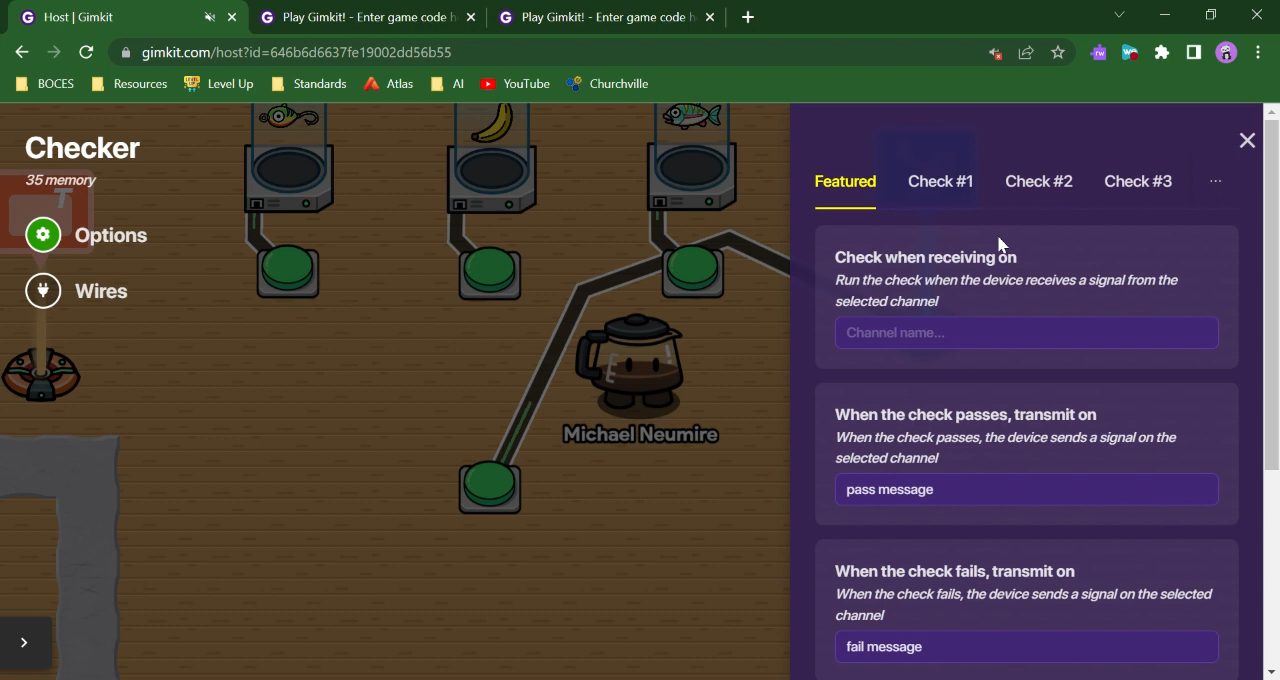 Host | Gimkit
Play Gimkit! - Enter game code h
Play Gimkit! - Enter game code h
gimkit.com/host?id=646b6d6637fe19002dd56b55
BOCES
Resources
Level Up
Standards
Atlas
AI
YouTube
Churchville
Checker
35 memory
T
Options
Wires
Michael Neumire
Featured
Check #1
Check #2
Check #3
...
Check when receiving on
Run the check when the device receives a signal from the
selected channel
Channel name...
When the check passes, transmit on
When the check passes, the device sends a signal on the
selected channel
pass message
When the check fails, transmit on
When the check fails, the device sends a signal on the selected
channel
fail message